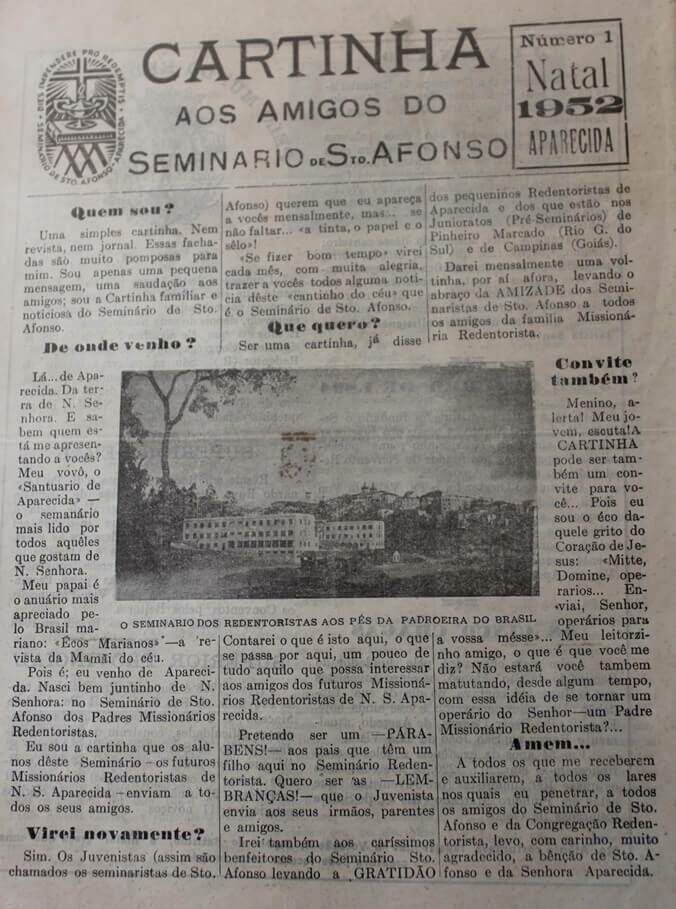 DIES IMPENDERE PRO REDEMPTIS
SEMINARIO DE STO. AFONSO - APARECIDA
CARTINHA
AOS AMIGOS DO
SEMINARIO DE STO. AFONSO
Número 1
Natal
1952
APARECIDA
Quem sou?
Uma simples cartinha. Nem
revista, nem jornal. Essas facha-
das são muito pomposas para
mim. Sou apenas uma pequena
mensagem, uma saudação aos
amigos; sou a Cartinha familiar e
noticiosa do Seminário de Sto.
Afonso.
De onde venho?
Lá... de Apa-
recida. Da ter-
ra de N. Se-
nhora. E sa-
bem quem es-
tá me apresen-
tando a vocês?
Meu vovô, o
«Santuario de
Aparecida» —
o semanário
mais lido por
todos aquêles
que gostam de
N. Senhora.
Meu papai é
o anuário mais
apreciado pe-
lo Brasil ma-
riano: «Ecos Marianos» —a re-
vista da Mamãi do céu.
Pois é; eu venho de Apareci-
da. Nasci bem juntinho de N.
Senhora: no Seminário de Sto.
Afonso dos Padres Missionários
Redentoristas.
Eu sou a cartinha que os alu-
nos dêste Seminário —os futuros
Missionários Redentoristas de
N. S. Aparecida —enviam a to-
dos os seus amigos.
Virei novamente?
Sim. Os Juvenistas (assim são
chamados os seminaristas de Sto.
Afonso) querem que eu apareça
a vocês mensalmente, mas... se
não faltar... «a tinta, o papel e o
sêlo»!
«Se fizer bom tempo» virei
cada mês, com muita alegria,
trazer a vocês todos alguma noti-
cia dêste «cantinho do céu» que
é o Seminário de Sto. Afonso.
Que quero?
Ser uma cartinha, já disse
O SEMINARIO DOS REDENTORISTAS AOS PÉS DA PADROEIRA DO BRASIL
Contarei o que é isto aqui, o que
se passa por aqui, um pouco de
tudo aquilo que possa interessar
aos amigos dos futuros Missioná-
rios Redentoristas de N. S. Apa-
recida.
Pretendo ser um —PARA-
BENS!— aos pais que têm um
filho aqui no Seminário Reden-
torista. Quero ser as —LEM-
BRANÇAS!— que o Juvenista
envia aos seus irmãos, parentes
e amigos.
Irei também aos caríssimos
benfeitores do Seminário Sto.
Afonso levando a GRATIDÃO
dos pequeninos Redentoristas de
Aparecida e dos que estão nos
Junioratos (Pré-Seminários) de
Pinheiro Marcado (Rio G. do
Sul) e de Campinas (Goiás).
Darei mensalmente uma vol-
tinha, por aí afora, levando o
abraço da AMIZADE dos Semi-
naristas de Sto. Afonso a todos
os amigos da familia Missioná-
ria Redentorista.
Convite
também?
Menino, a-
lerta! Meu jo-
vem, escuta! A
CARTINHA
pode ser tam-
bém um con-
vite para vo-
cê... Pois eu
sou o éco da-
quele grito do
Coração de Je-
sus: «Mitte,
Domine, ope-
rarios... En-
viai, Senhor,
operários para
a vossa mésse»... Meu leitorzi-
nho amigo, o que é que você me
diz? Não estará você tambem
matutando, desde algum tempo,
com essa idéia de se tornar um
operário do Senhor—um Padre
Missionário Redentorista?...
Amem...
A todos os que me receberem
e auxiliarem, a todos os lares
nos quais eu penetrar, a todos
os amigos do Seminário de Sto.
Afonso e da Congregação Reden-
torista, levo, com carinho, muito
agradecido, a bênção de Sto. A-
fonso e da Senhora Aparecida.